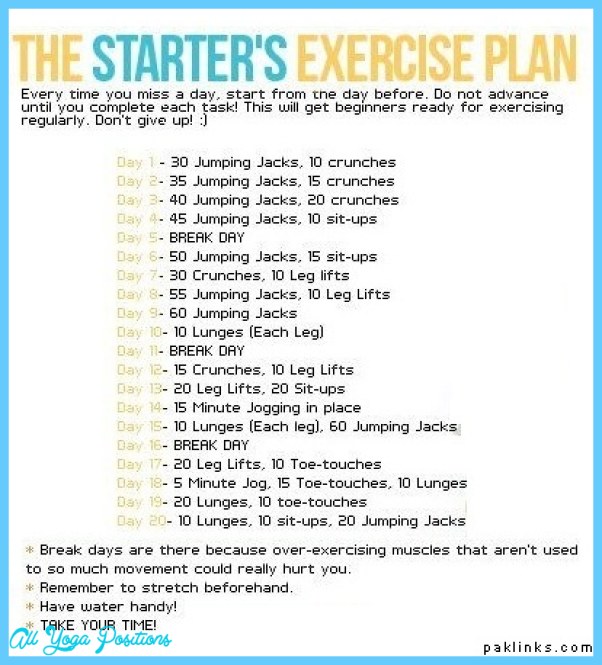 THE STARTER'S EXERCISE PLAN
Every time you miss a day, start from the day before. Do not advance
until you complete each task! This will get beginners ready for exercising
regularly. Don't give up! :)
Day 1- 30 Jumping Jacks, 10 crunches
Day 2- 35 Jumping Jacks, 15 crunches
Day 3- 40 Jumping Jacks, 20 crunches
Day 4- 45 Jumping Jacks, 10 sit-ups
Day 5- BREAK DAY
Day 6- 50 Jumping Jacks, 15 sit-ups
Day 7- 30 Crunches, 10 Leg lifts
Day 8- 55 Jumping Jacks, 10 Leg Lifts
Day 9- 60 Jumping Jacks
Day 10- 10 Lunges (Each Leg)
Day 11- BREAK DAY
Day 12- 15 Crunches, 10 Leg Lifts
Day 13- 20 Leg Lifts, 20 Sit-ups
Day 14- 15 Minute Jogging in place
Day 15- 10 Lunges (Each leg), 60 Jumping Jacks
Day 16- BREAK DAY
Day 17- 20 Leg Lifts, 10 Toe-touches
Day 18- 5 Minute Jog, 15 Toe-touches, 10 Lunges
Day 19- 20 Lunges, 10 toe-touches
Day 20- 10 Lunges, 10 sit-ups, 20 Jumping Jacks
* Break days are there because over-exercising muscles that aren't used
to so much movement could really hurt you.
* Remember to stretch beforehand.
* Have water handy!
* TAKE YOUR TIME!
All Yoga Positions
paklinks.com